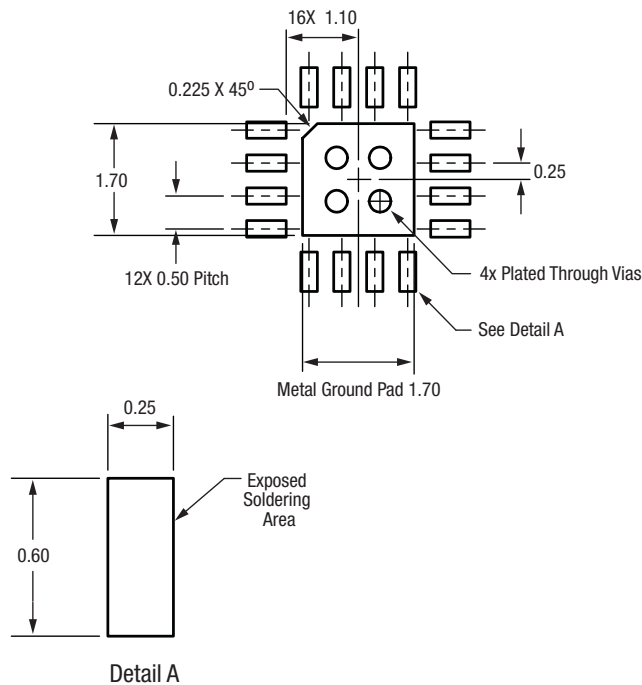 16X 1.10
0.225 X 45º
1.70
0.25
12X 0.50 Pitch
4x Plated Through Vias
See Detail A
Metal Ground Pad 1.70
0.25
Exposed
Soldering
Area
0.60
Detail A